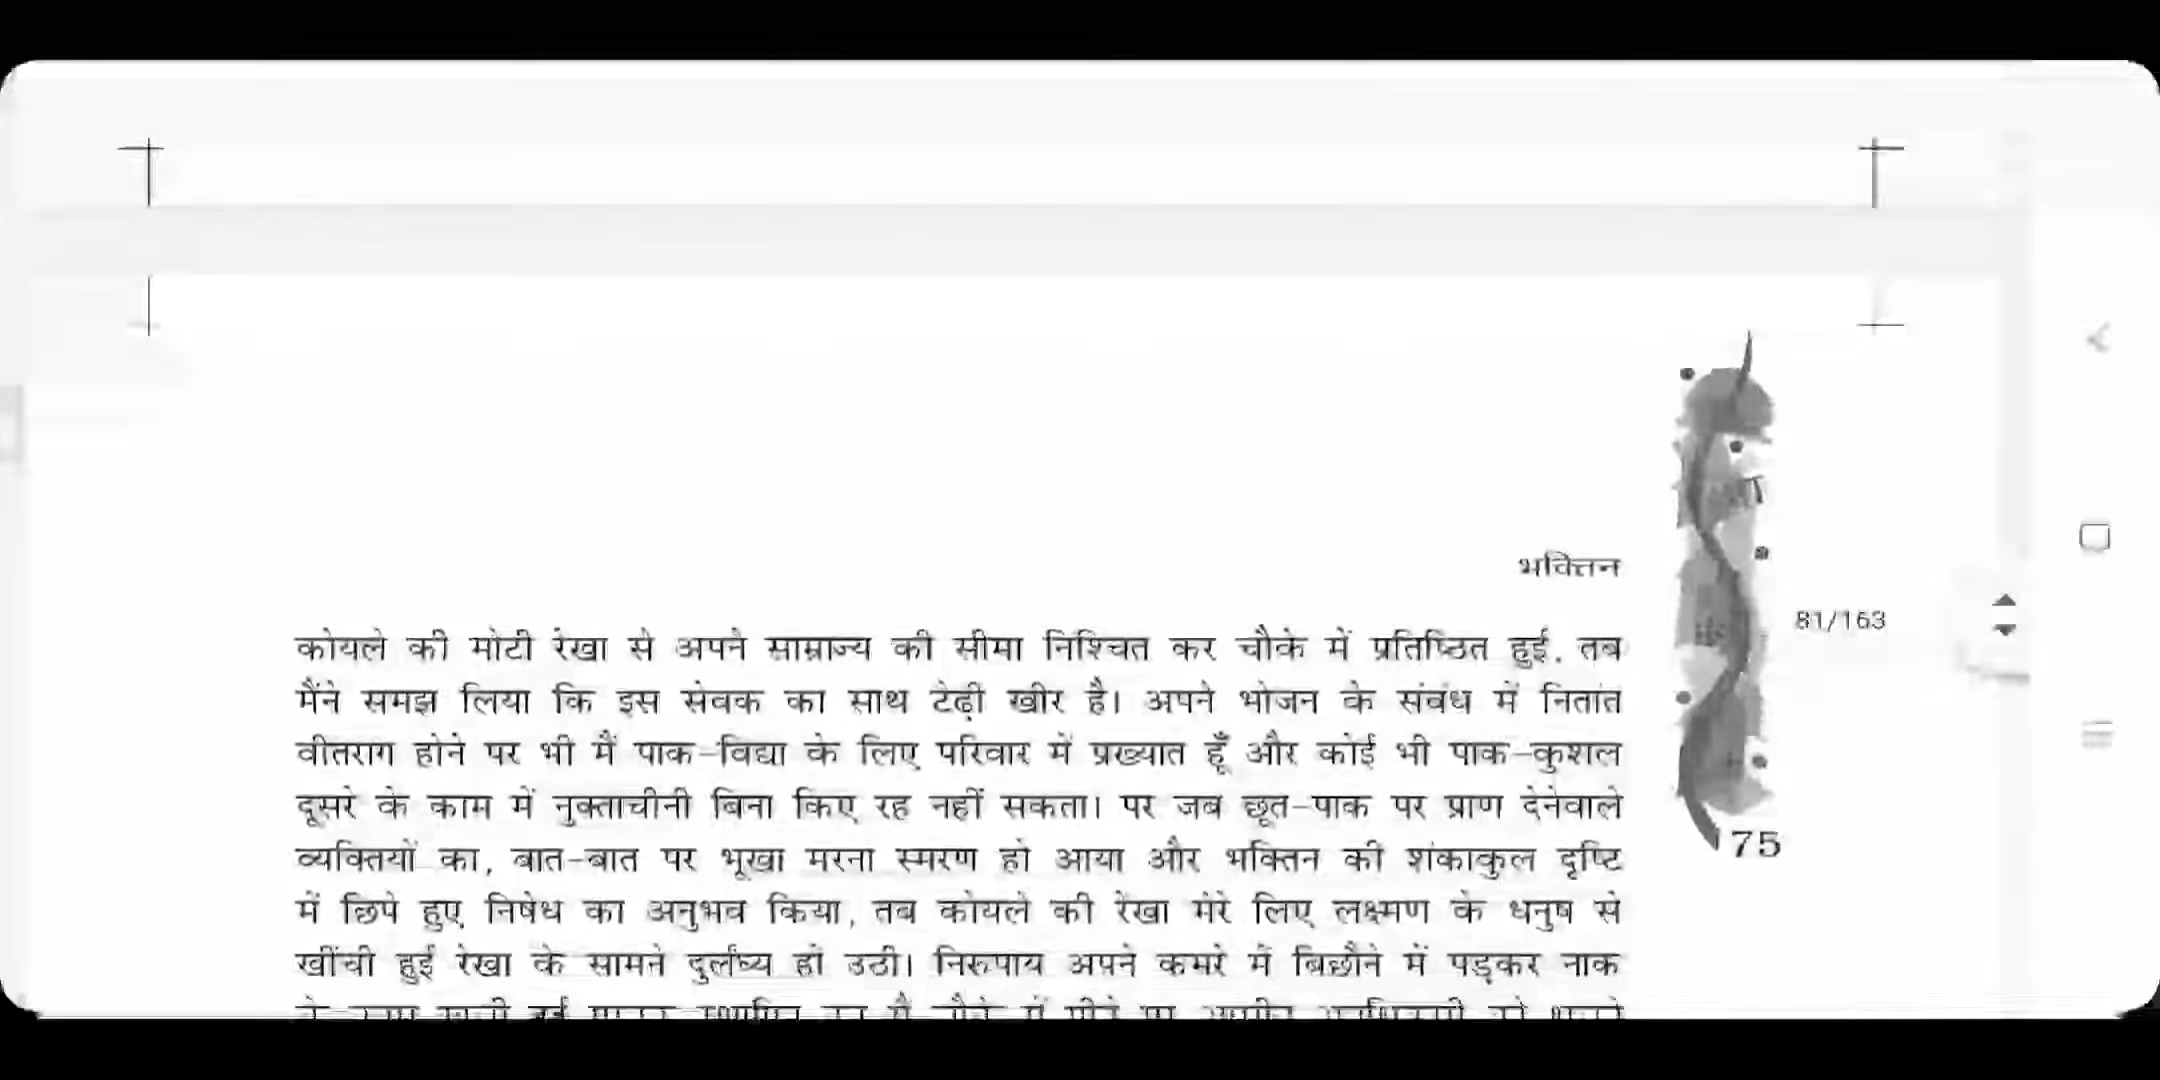 भक्तिन
81/163
कोयले की मोटी रेखा से अपने साम्राज्य की सीमा निश्चित कर चौके में प्रतिष्ठित हुई, तब
मैंने समझ लिया कि इस सेवक का साथ टेढ़ी खीर है। अपने भोजन के संबंध में नितांत
वीतराग होने पर भी मैं पाक-विद्या के लिए परिवार में प्रख्यात हूँ और कोई भी पाक-कुशल
दूसरे के काम में नुक्ताचीनी बिना किए रह नहीं सकता। पर जब छूत-पाक पर प्राण देनेवाले
व्यक्तियों का, बात-बात पर भूखा मरना स्मरण हो आया और भक्तिन की शंकाकुल दृष्टि
75
में छिपे हुए निषेध का अनुभव किया, तब कोयले की रेखा मेरे लिए लक्ष्मण के धनुष से
खींची हुई रेखा के सामने दुर्लंघ्य हो उठी। निरूपाय अपने कमरे में बिछौने में पड़कर नाक